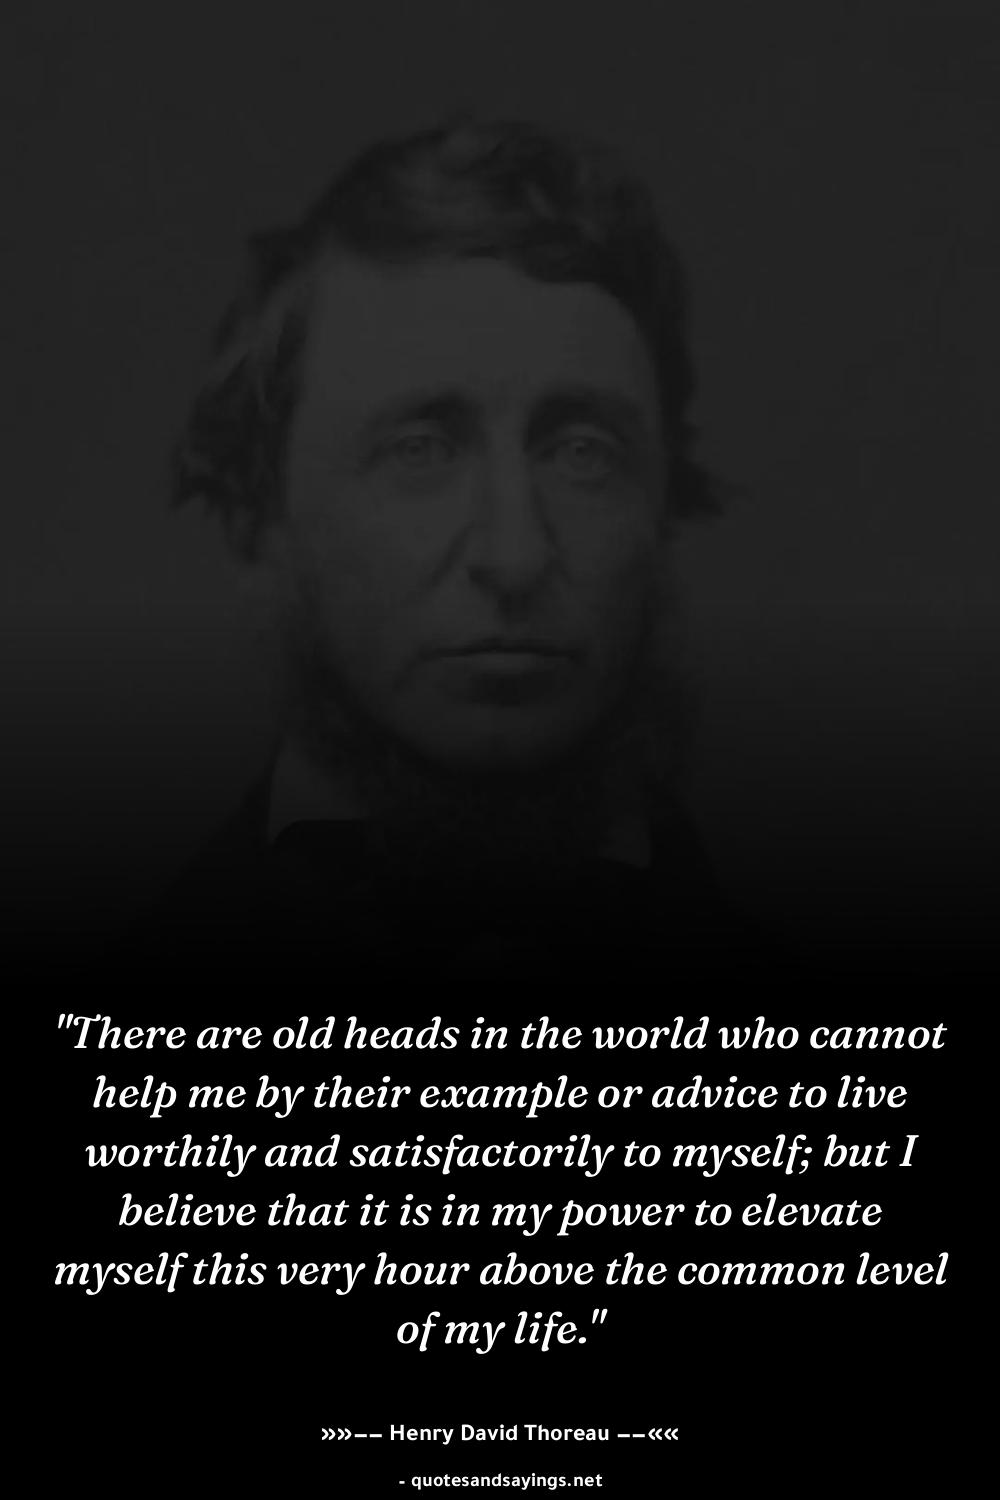 "There are old heads in the world who cannot
help me by their example or advice to live
worthily and satisfactorily to myself; but I
believe that it is in my power to elevate
myself this very hour above the common level
of my life."
»»–– Henry David Thoreau ––««
- quotesandsayings.net